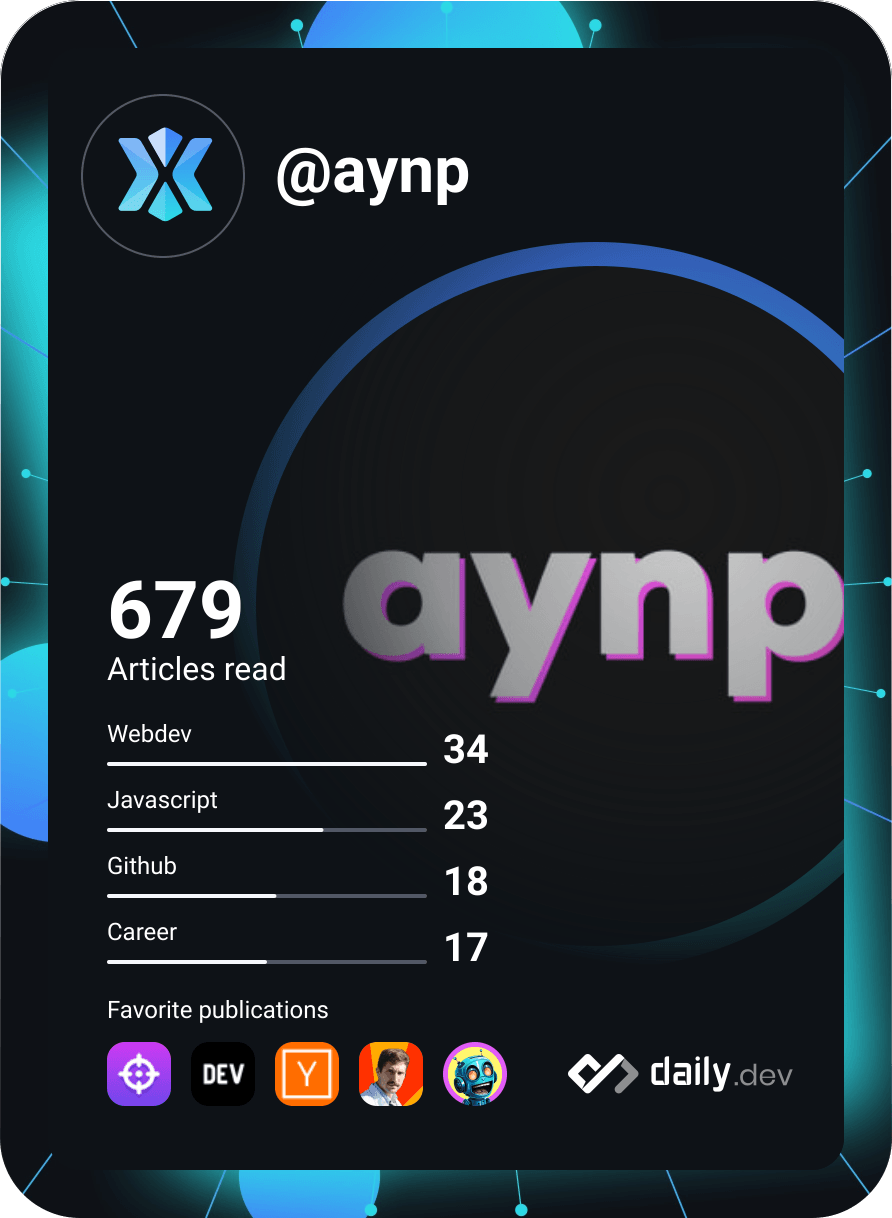 @aynp
aynp
679
Articles read
Webdev
34
Javascript
23
Github
18
Career
17
Favorite publications
DEV
Y
daily.dev